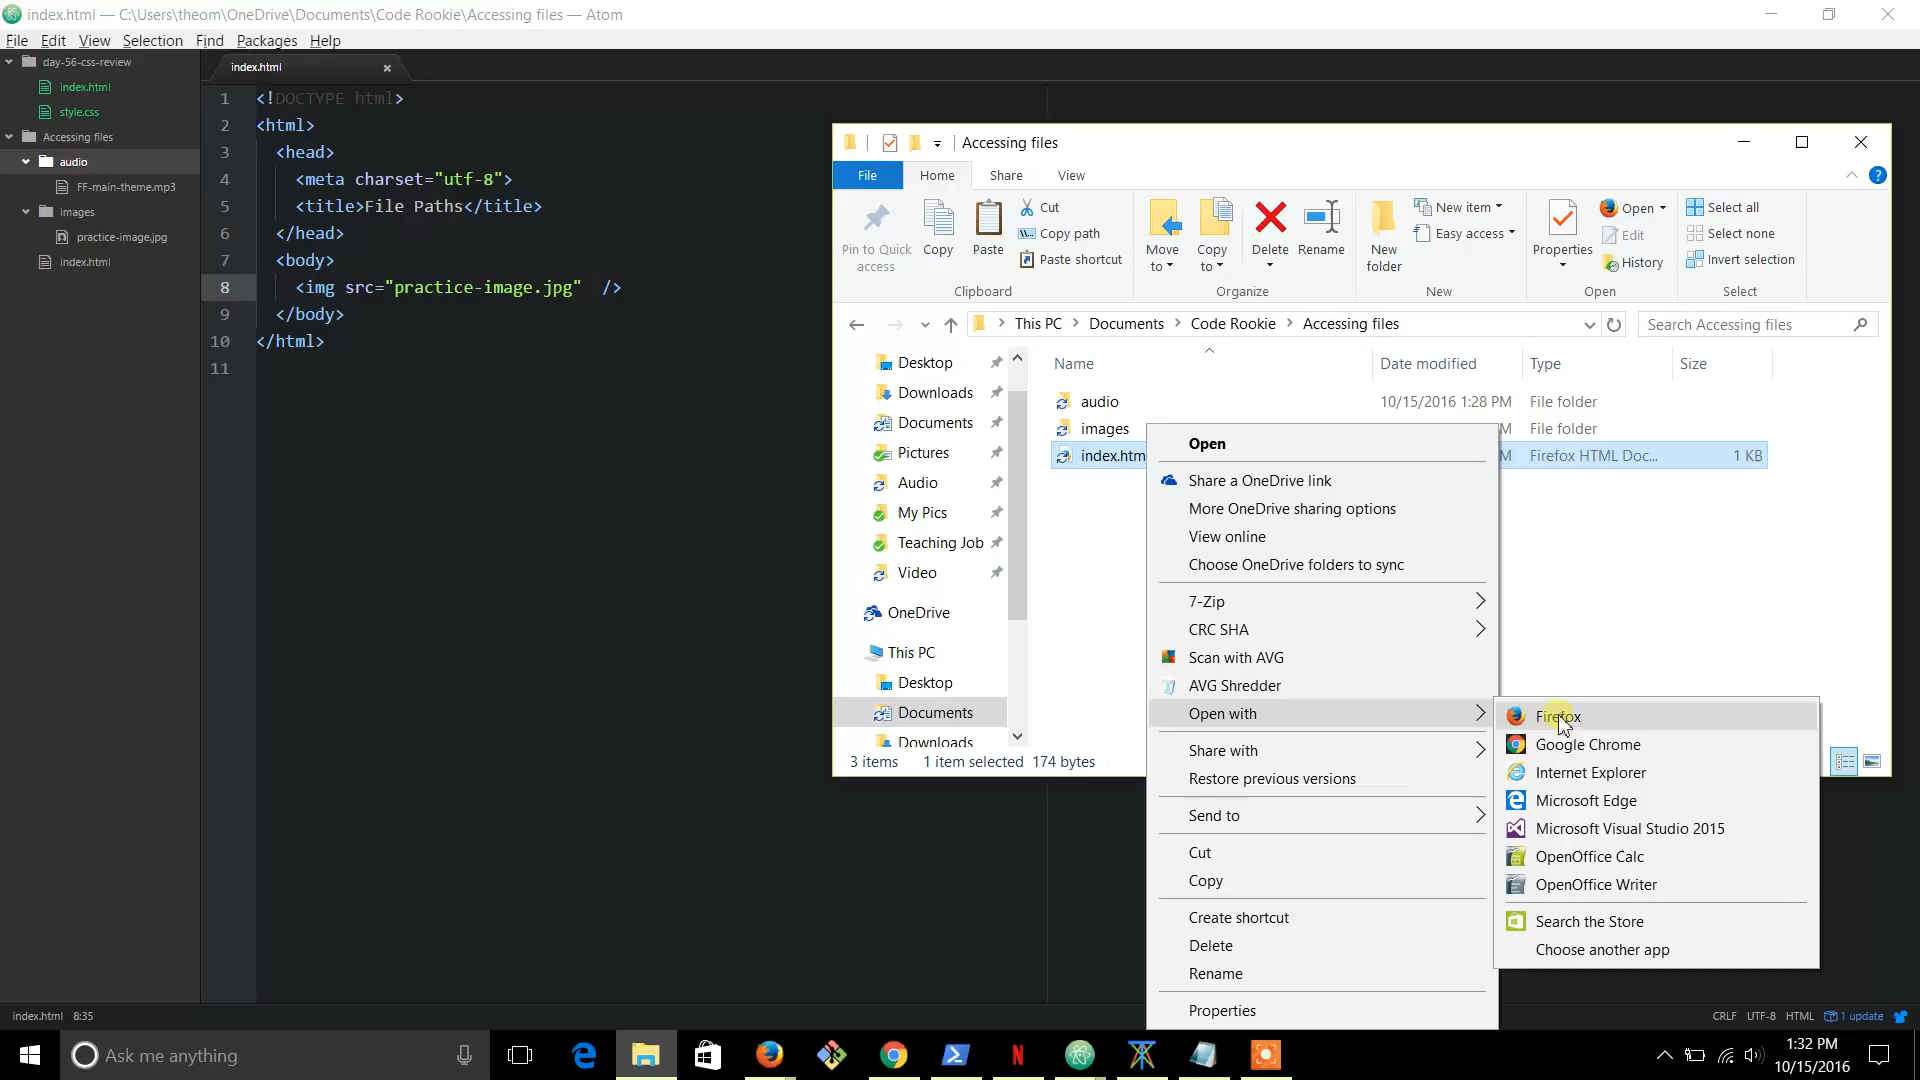 index.html — C:\Users\theom\OneDrive\Documents\Code Rookie\Accessing files — Atom
File Edit View Selection Find Packages Help
day-56-css-review
index.html
style.css
Accessing files
audio
FF-main-theme.mp3
images
practice-image.jpg
index.html
index.html
1 <!DOCTYPE html>
2 <html>
3 <head>
4 <meta charset="utf-8">
5 <title>File Paths</title>
6 </head>
7 <body>
8 <img src="practice-image.jpg" />
9 </body>
10 </html>
11
Accessing files
File Home Share View
Pin to Quick access
Copy
Paste
Cut
Copy path
Paste shortcut
Clipboard
Move to
Copy to
Delete
Rename
Organize
New folder
New item
Easy access
New
Properties
Open
Edit
History
Open
Select all
Select none
Invert selection
Select
This PC > Documents > Code Rookie > Accessing files
Search Accessing files
Desktop
Downloads
Documents
Pictures
Audio
My Pics
Teaching Job
Video
OneDrive
This PC
Desktop
Documents
Downloads
Name Date modified Type Size
audio 10/15/2016 1:28 PM File folder
images M File folder
index.htm M Firefox HTML Doc... 1 KB
3 items 1 item selected 174 bytes
Open
Share a OneDrive link
More OneDrive sharing options
View online
Choose OneDrive folders to sync
7-Zip
CRC SHA
Scan with AVG
AVG Shredder
Open with
Share with
Restore previous versions
Send to
Cut
Copy
Create shortcut
Delete
Rename
Properties
Firefox
Google Chrome
Internet Explorer
Microsoft Edge
Microsoft Visual Studio 2015
OpenOffice Calc
OpenOffice Writer
Search the Store
Choose another app
index.html 8:35
CRLF UTF-8 HTML 1 update
Ask me anything
1:32 PM
10/15/2016